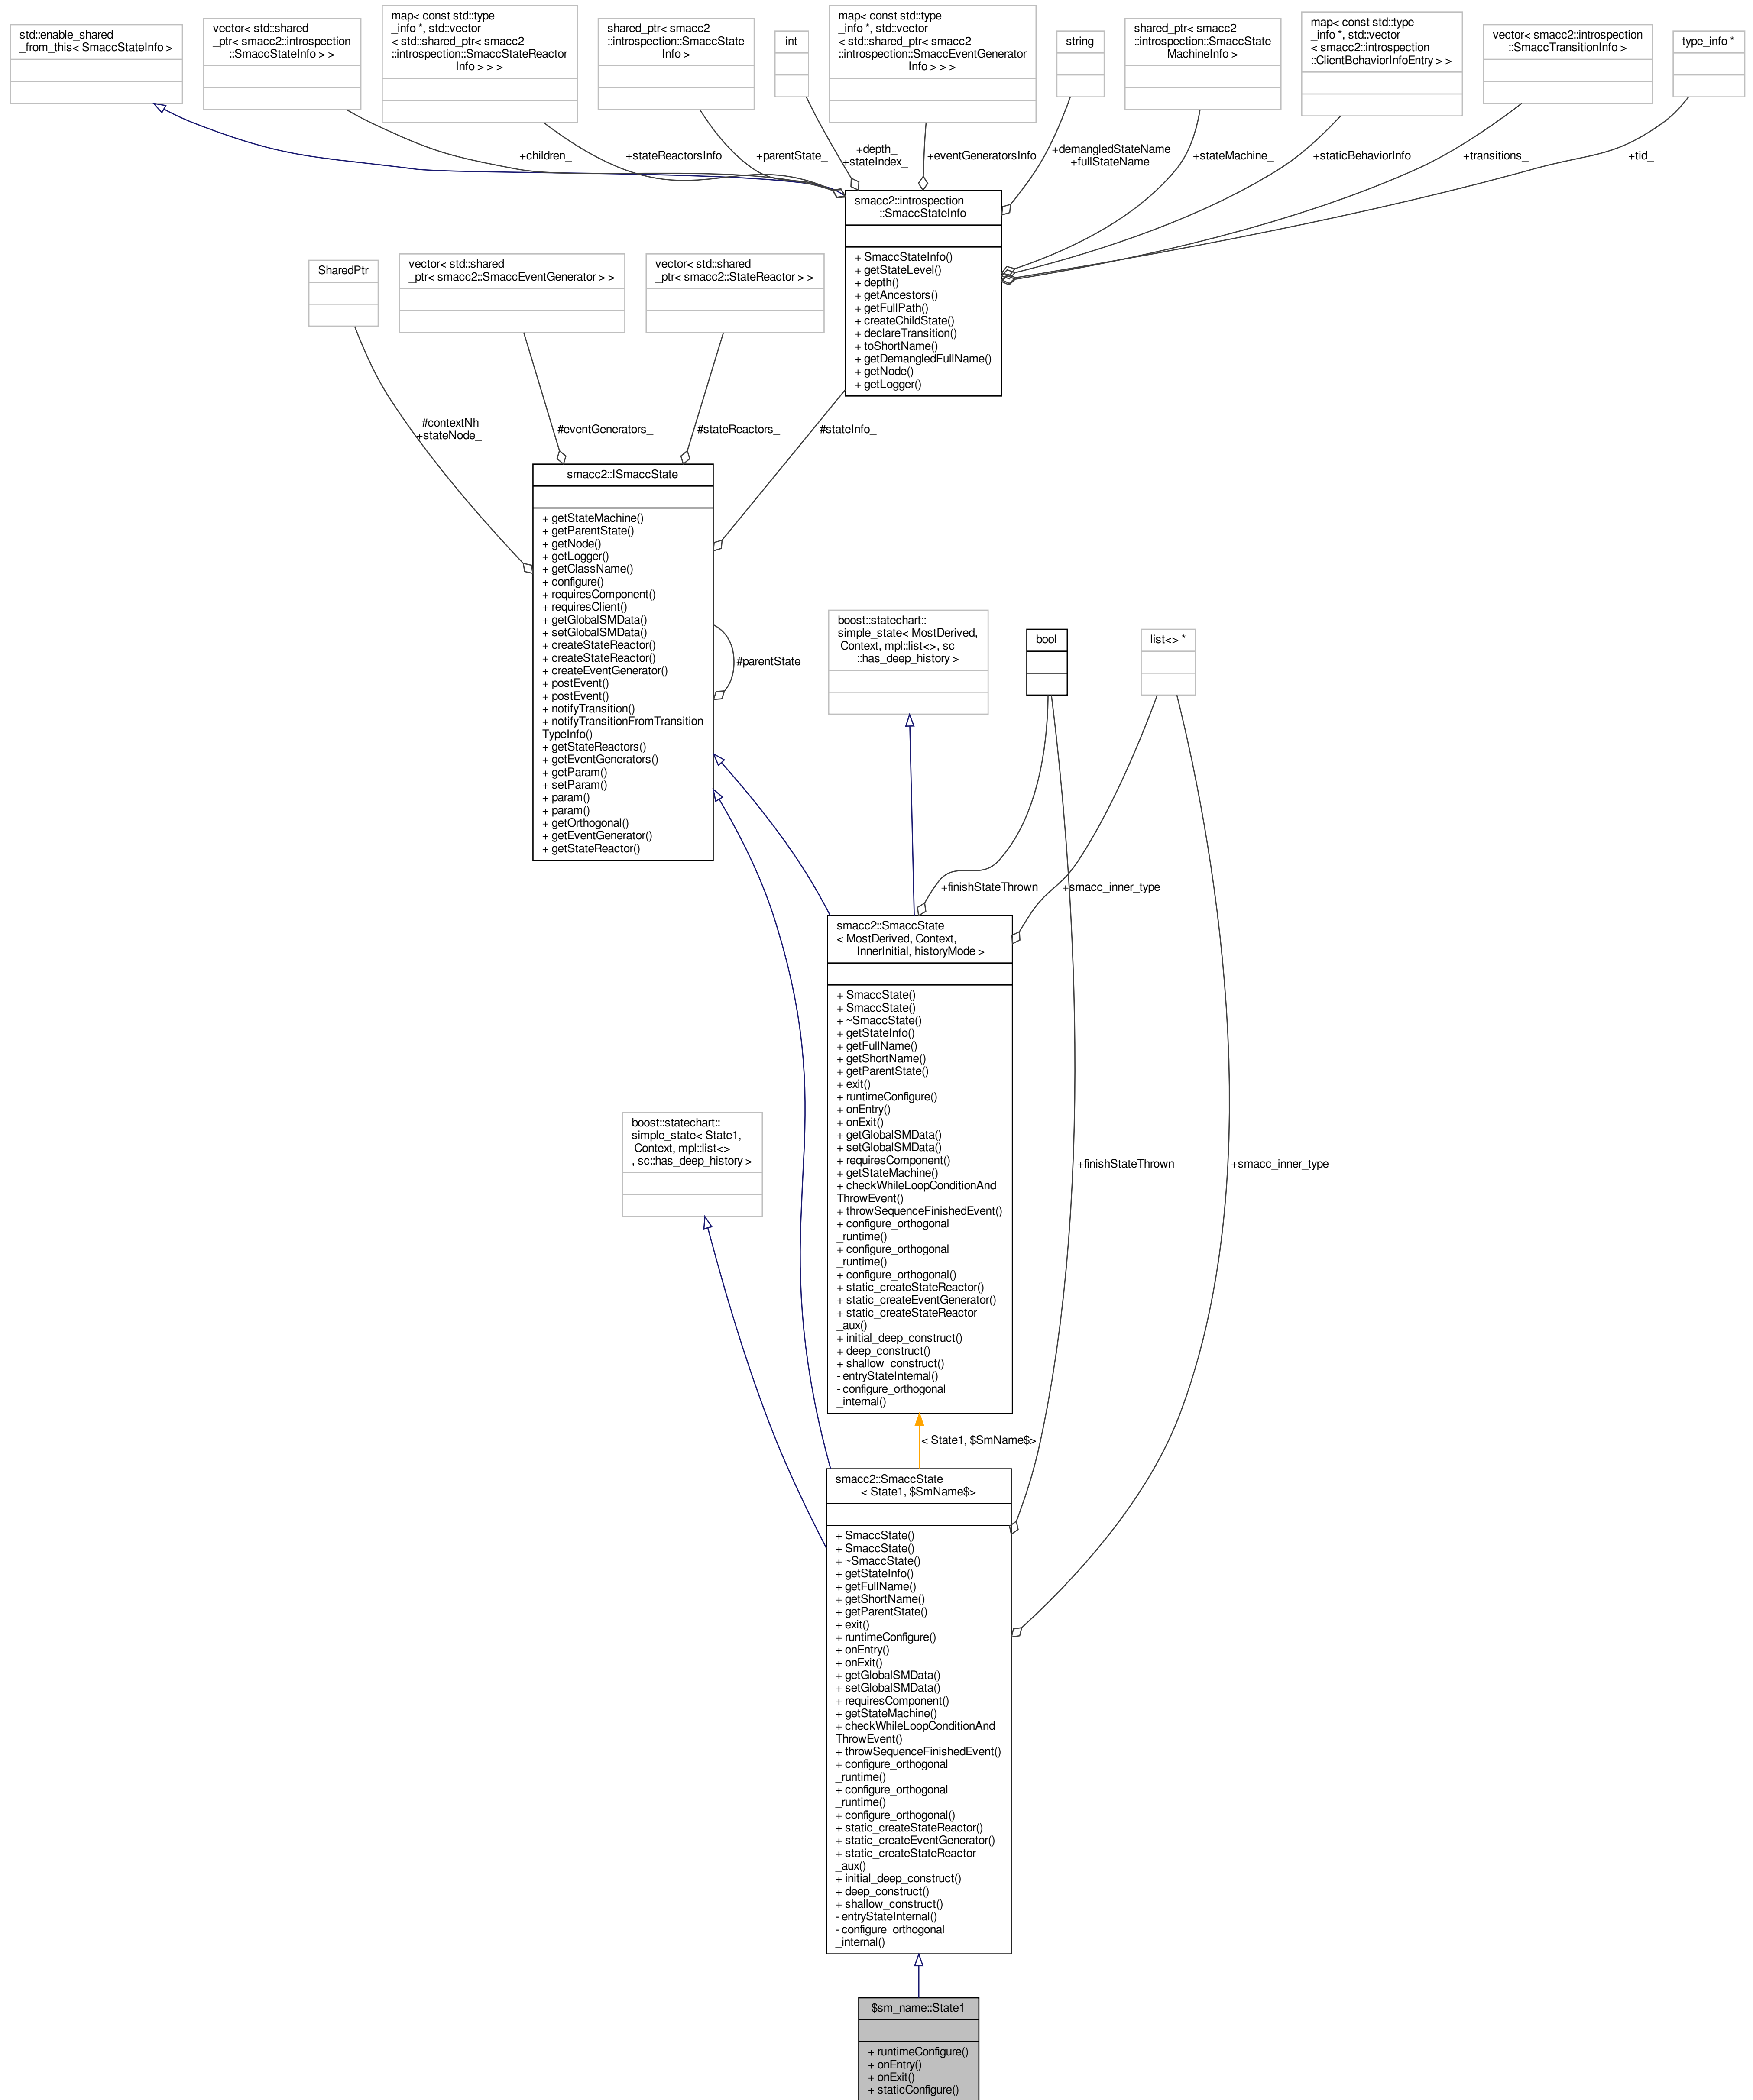 std::enable_shared
_from_this< SmaccStateInfo >
vector< std::shared
_ptr< smacc2::introspection
::SmaccStateInfo > >
map< const std::type
_info *, std::vector
< std::shared_ptr< smacc2
::introspection::SmaccStateReactor
Info > > >
shared_ptr< smacc2
::introspection::SmaccState
Info >
int
map< const std::type
_info *, std::vector
< std::shared_ptr< smacc2
::introspection::SmaccEventGenerator
Info > > >
string
shared_ptr< smacc2
::introspection::SmaccState
MachineInfo >
map< const std::type
_info *, std::vector
< smacc2::introspection
::ClientBehaviorInfoEntry > >
vector< smacc2::introspection
::SmaccTransitionInfo >
type_info *
+children_
+stateReactorsInfo
+parentState_
+depth_
+stateIndex_
+eventGeneratorsInfo
+demangledStateName
+fullStateName
+stateMachine_
+staticBehaviorInfo
+transitions_
+tid_
smacc2::introspection
::SmaccStateInfo
+ SmaccStateInfo()
+ getStateLevel()
+ depth()
+ getAncestors()
+ getFullPath()
+ createChildState()
+ declareTransition()
+ toShortName()
+ getDemangledFullName()
+ getNode()
+ getLogger()
SharedPtr
vector< std::shared
_ptr< smacc2::SmaccEventGenerator > >
vector< std::shared
_ptr< smacc2::StateReactor > >
#contextNh
+stateNode_
#eventGenerators_
#stateReactors_
#stateInfo_
smacc2::ISmaccState
+ getStateMachine()
+ getParentState()
+ getNode()
+ getLogger()
+ getClassName()
+ configure()
+ requiresComponent()
+ requiresClient()
+ getGlobalSMData()
+ setGlobalSMData()
+ createStateReactor()
+ createStateReactor()
+ createEventGenerator()
+ postEvent()
+ postEvent()
+ notifyTransition()
+ notifyTransitionFromTransition
TypeInfo()
+ getStateReactors()
+ getEventGenerators()
+ getParam()
+ setParam()
+ param()
+ param()
+ getOrthogonal()
+ getEventGenerator()
+ getStateReactor()
#parentState_
boost::statechart::
simple_state< MostDerived,
Context, mpl::list<>, sc
::has_deep_history >
bool
list<> *
+finishStateThrown
+smacc_inner_type
smacc2::SmaccState
< MostDerived, Context,
InnerInitial, historyMode >
+ SmaccState()
+ SmaccState()
+ ~SmaccState()
+ getStateInfo()
+ getFullName()
+ getShortName()
+ getParentState()
+ exit()
+ runtimeConfigure()
+ onEntry()
+ onExit()
+ getGlobalSMData()
+ setGlobalSMData()
+ requiresComponent()
+ getStateMachine()
+ checkWhileLoopConditionAnd
ThrowEvent()
+ throwSequenceFinishedEvent()
+ configure_orthogonal
_runtime()
+ configure_orthogonal
_runtime()
+ configure_orthogonal()
+ static_createStateReactor()
+ static_createEventGenerator()
+ static_createStateReactor
_aux()
+ initial_deep_construct()
+ deep_construct()
+ shallow_construct()
- entryStateInternal()
- configure_orthogonal
_internal()
boost::statechart::
simple_state< State1,
Context, mpl::list<>
, sc::has_deep_history >
+finishStateThrown
+smacc_inner_type
< State1, $SmName$>
smacc2::SmaccState
< State1, $SmName$>
+ SmaccState()
+ SmaccState()
+ ~SmaccState()
+ getStateInfo()
+ getFullName()
+ getShortName()
+ getParentState()
+ exit()
+ runtimeConfigure()
+ onEntry()
+ onExit()
+ getGlobalSMData()
+ setGlobalSMData()
+ requiresComponent()
+ getStateMachine()
+ checkWhileLoopConditionAnd
ThrowEvent()
+ throwSequenceFinishedEvent()
+ configure_orthogonal
_runtime()
+ configure_orthogonal
_runtime()
+ configure_orthogonal()
+ static_createStateReactor()
+ static_createEventGenerator()
+ static_createStateReactor
_aux()
+ initial_deep_construct()
+ deep_construct()
+ shallow_construct()
- entryStateInternal()
- configure_orthogonal
_internal()
$sm_name::State1
+ runtimeConfigure()
+ onEntry()
+ onExit()
+ staticConfigure()